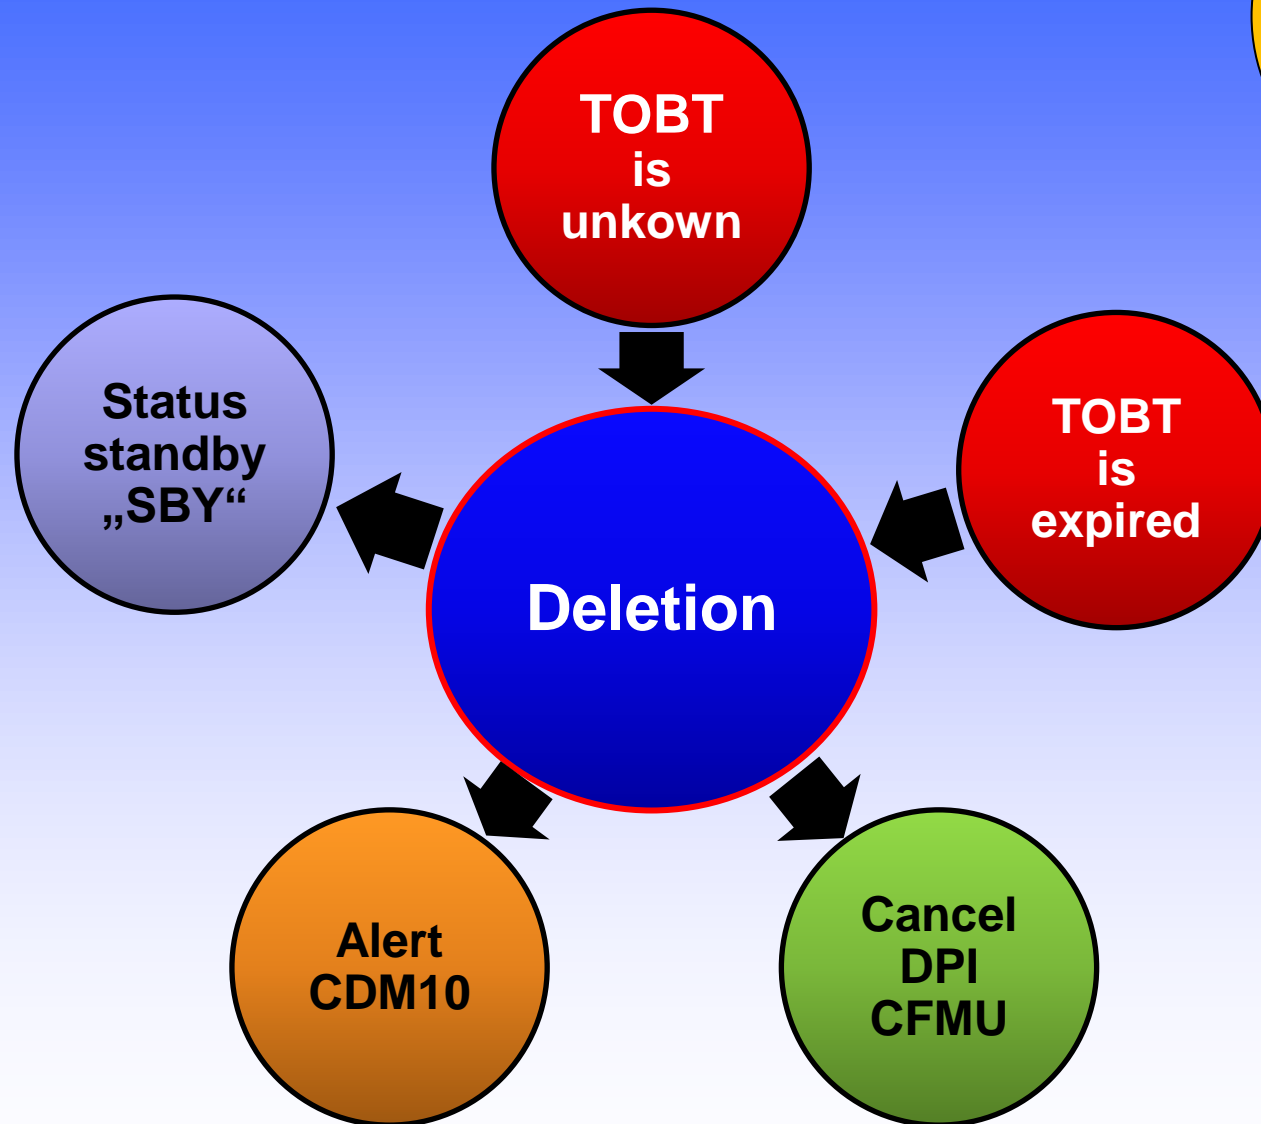 TOBT
is
unkown
Status
standby
„SBY“
TOBT
is
expired
Deletion
Alert
CDM10
Cancel
DPI
CFMU